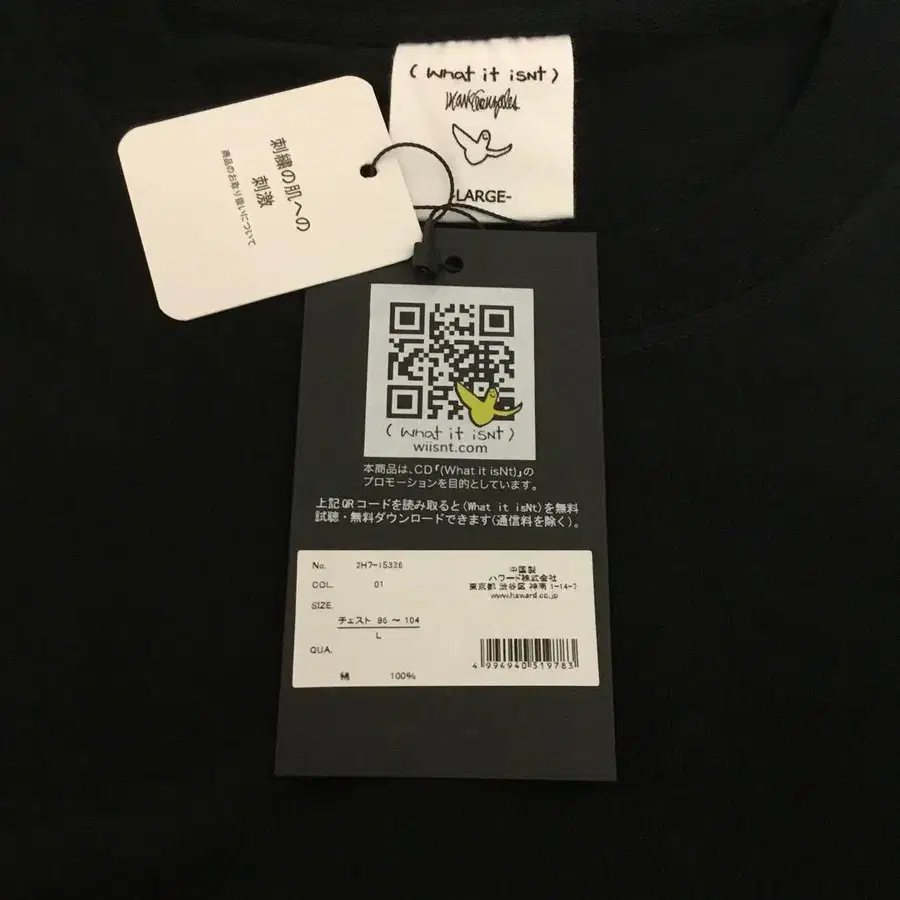 (What it isNt)
MarkGonzales
-LARGE-
刺繍の肌への
刺激
商品のお取り扱いについて
(What it isNt)
wiisnt.com
本商品は、CD「(What it isNt)」の
プロモーションを目的としています。
上記QRコードを読み取ると(What it isNt)を無料
試聴・無料ダウンロードできます(通信料を除く)。
No. 2H7-15336
COL. 01
SIZE.
チェスト 96 ~ 104
L
QUA.
綿 100%
中国製
ハワード株式会社
東京都 渋谷区 神南 1-14-7
www.haward.co.jp
4994940519783